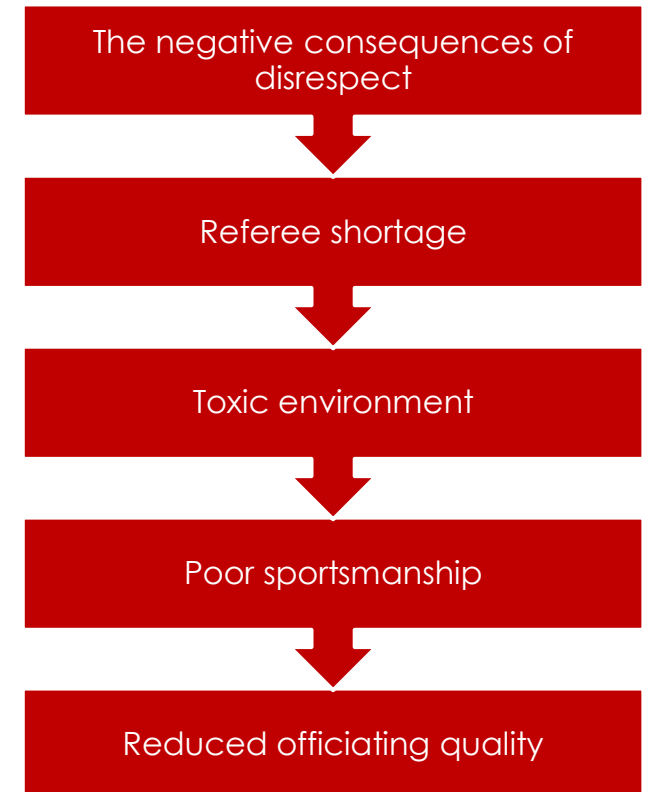 The negative consequences of
disrespect
Referee shortage
Toxic environment
Poor sportsmanship
Reduced officiating quality